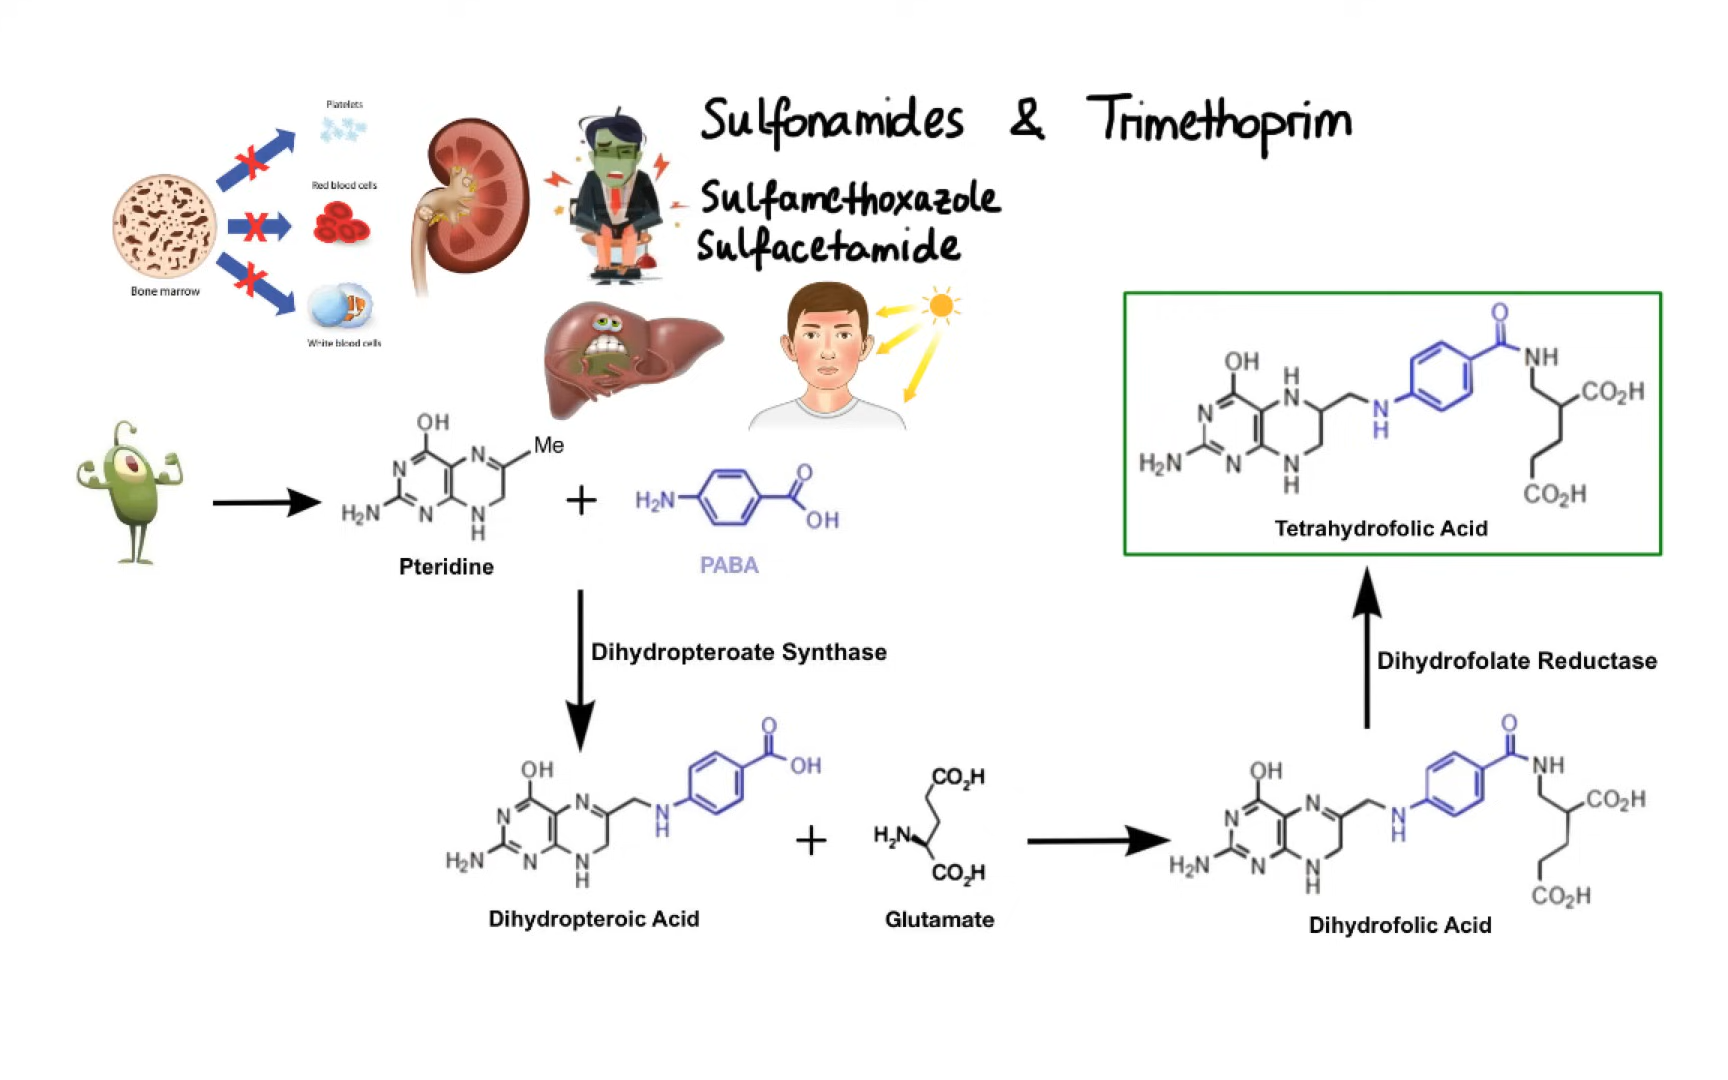 Sulfonamides & Trimethoprim
Sulfamethoxazole
Sulfacetamide
Platelets
Red blood cells
White blood cells
Bone marrow
OH
N
N
Me
H₂N
N
N
H
Pteridine
+
H₂N
O
OH
PABA
Dihydropteroate Synthase
OH
N
N
H₂N
N
N
H
N
H
O
OH
Dihydropteroic Acid
+
CO₂H
H₂N
CO₂H
Glutamate
OH
N
N
H₂N
N
N
H
N
H
O
NH
CO₂H
CO₂H
Dihydrofolic Acid
Dihydrofolate Reductase
OH
H
N
N
H₂N
N
N
H
N
H
O
NH
CO₂H
CO₂H
Tetrahydrofolic Acid